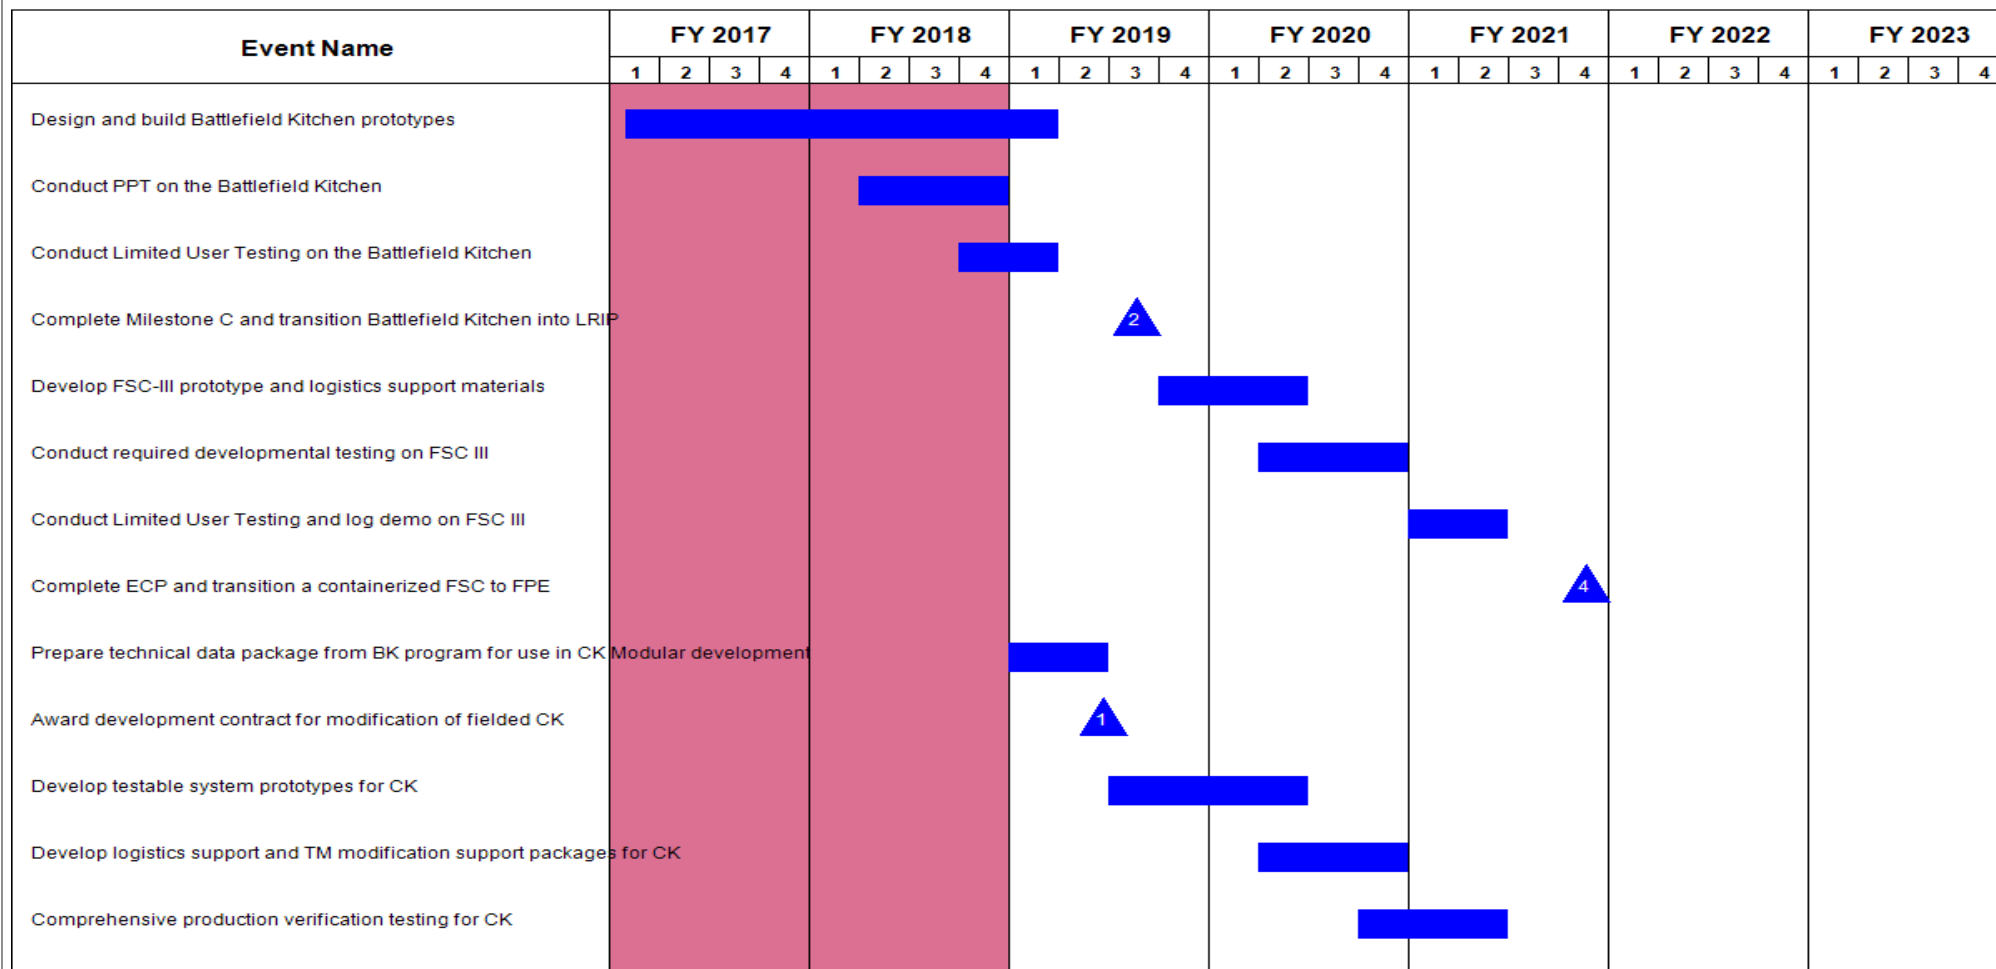 Event Name
FY 2017 FY 2018 FY 2019 FY 2020 FY 2021 FY 2022 FY 2023
1 2 3 4 1 2 3 4 1 2 3 4 1 2 3 4 1 2 3 4 1 2 3 4 1 2 3 4
Design and build Battlefield Kitchen prototypes
Conduct PPT on the Battlefield Kitchen
Conduct Limited User Testing on the Battlefield Kitchen
Complete Milestone C and transition Battlefield Kitchen into LRIP 2
Develop FSC-III prototype and logistics support materials
Conduct required developmental testing on FSC III
Conduct Limited User Testing and log demo on FSC III
Complete ECP and transition a containerized FSC to FPE 4
Prepare technical data package from BK program for use in CK Modular development
Award development contract for modification of fielded CK 1
Develop testable system prototypes for CK
Develop logistics support and TM modification support packages for CK
Comprehensive production verification testing for CK